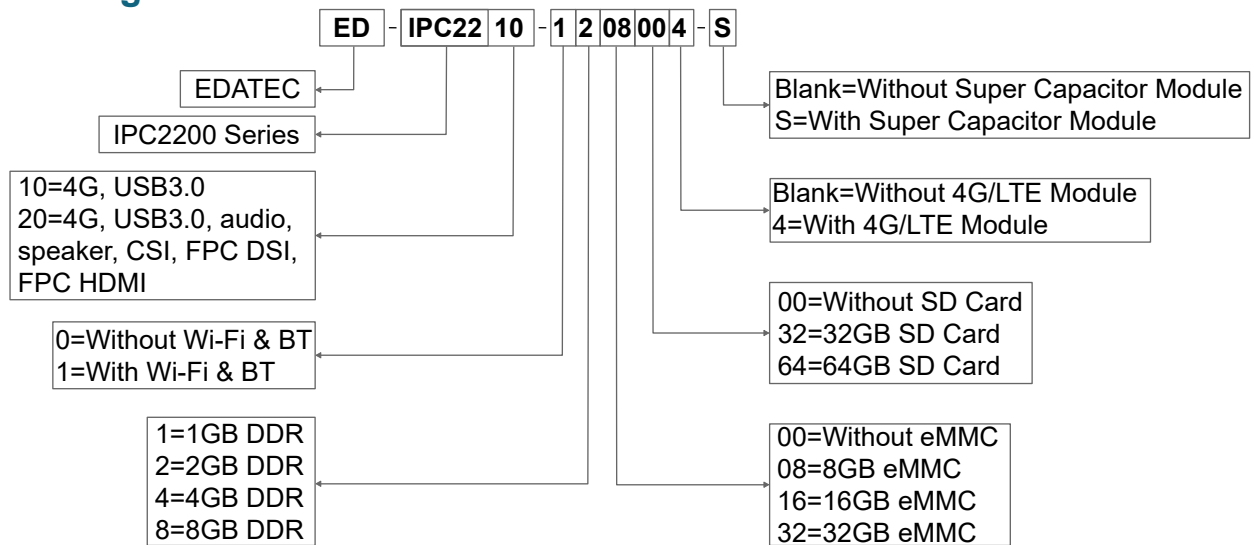 ED - IPC22 10 - 1 2 08 00 4 - S
EDATEC
IPC2200 Series
10=4G, USB3.0
20=4G, USB3.0, audio,
speaker, CSI, FPC DSI,
FPC HDMI
0=Without Wi-Fi & BT
1=With Wi-Fi & BT
1=1GB DDR
2=2GB DDR
4=4GB DDR
8=8GB DDR
Blank=Without Super Capacitor Module
S=With Super Capacitor Module
Blank=Without 4G/LTE Module
4=With 4G/LTE Module
00=Without SD Card
32=32GB SD Card
64=64GB SD Card
00=Without eMMC
08=8GB eMMC
16=16GB eMMC
32=32GB eMMC